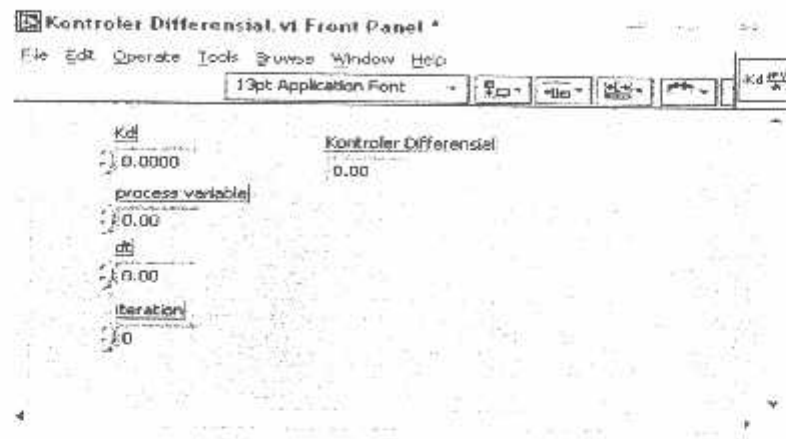 Kontroler Differensial.vi Front Panel *
File Edit Operate Tools Browse Window Help
13pt Application Font
Kd
0.0000
Kontroler Differensiel
0.00
process variable
0.00
dt
0.00
iteration
0